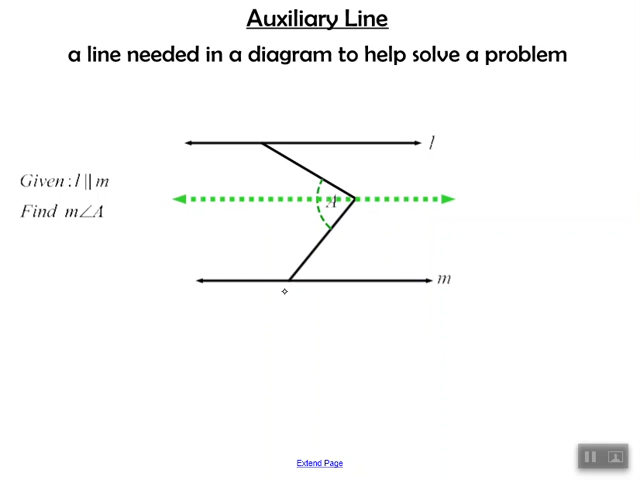 Auxiliary Line
a line needed in a diagram to help solve a problem
l
Given : l || m
Find m∠A
A
m
Extend Page